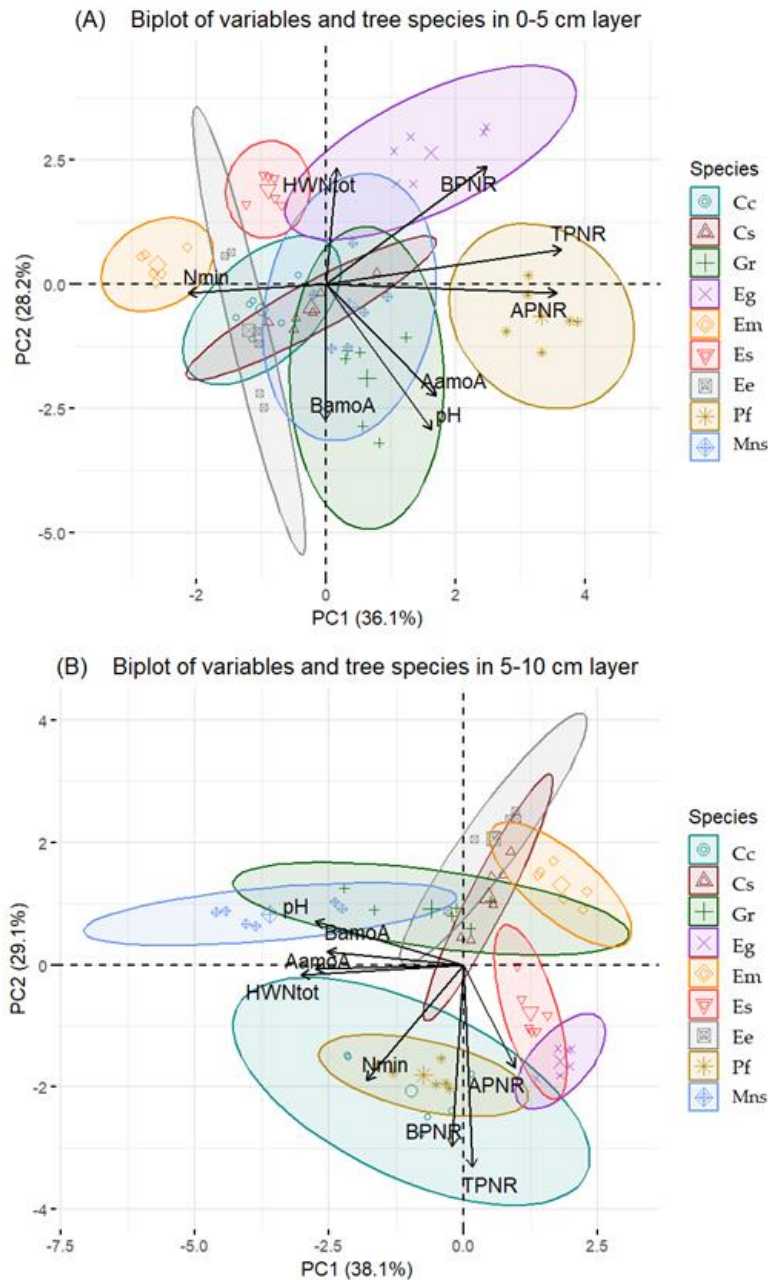 (A) Biplot of variables and tree species in 0-5 cm layer
HWNtot
BPNR
TPNR
Nmin
APNR
AamoA
BamoA
pH
2.5
0.0
-2.5
-5.0
PC2 (28.2%)
-2
0
2
4
PC1 (36.1%)
Species
Cc
Cs
Gr
Eg
Em
Es
Ee
Pf
Mns
(B) Biplot of variables and tree species in 5-10 cm layer
pH
BamoA
AamoA
HWNtot
Nmin
APNR
BPNR
TPNR
4
2
0
-2
-4
PC2 (29.1%)
-7.5
-5.0
-2.5
0.0
2.5
PC1 (38.1%)
Species
Cc
Cs
Gr
Eg
Em
Es
Ee
Pf
Mns